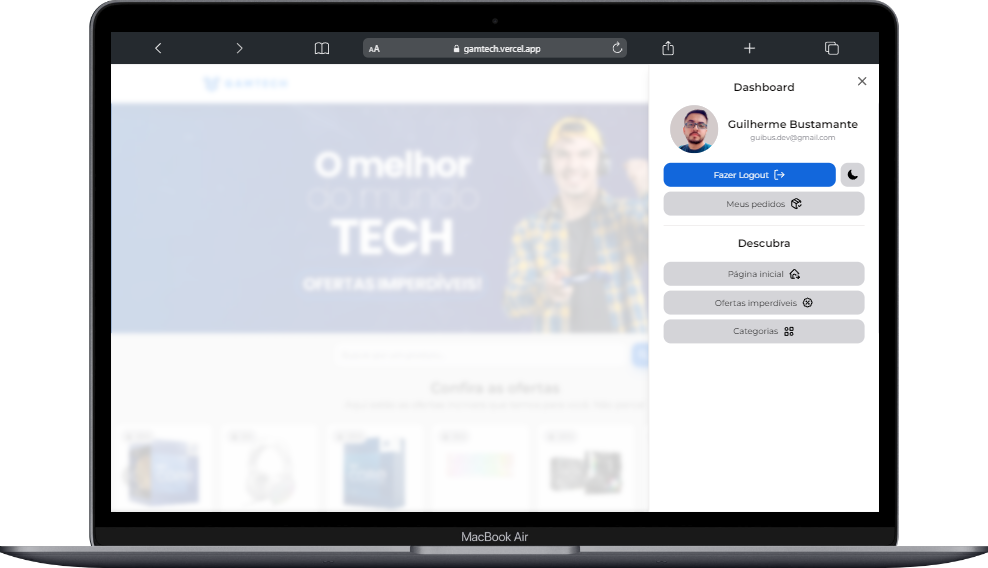 AA gamtech.vercel.app
GAMTECH
Dashboard
Guilherme Bustamante
guibus.dev@gmail.com
Fazer Logout
Meus pedidos
Descubra
Página inicial
Ofertas imperdíveis
Categorias
O melhor
do mundo
TECH
OFERTAS IMPERDÍVEIS!
Confira as ofertas
MacBook Air